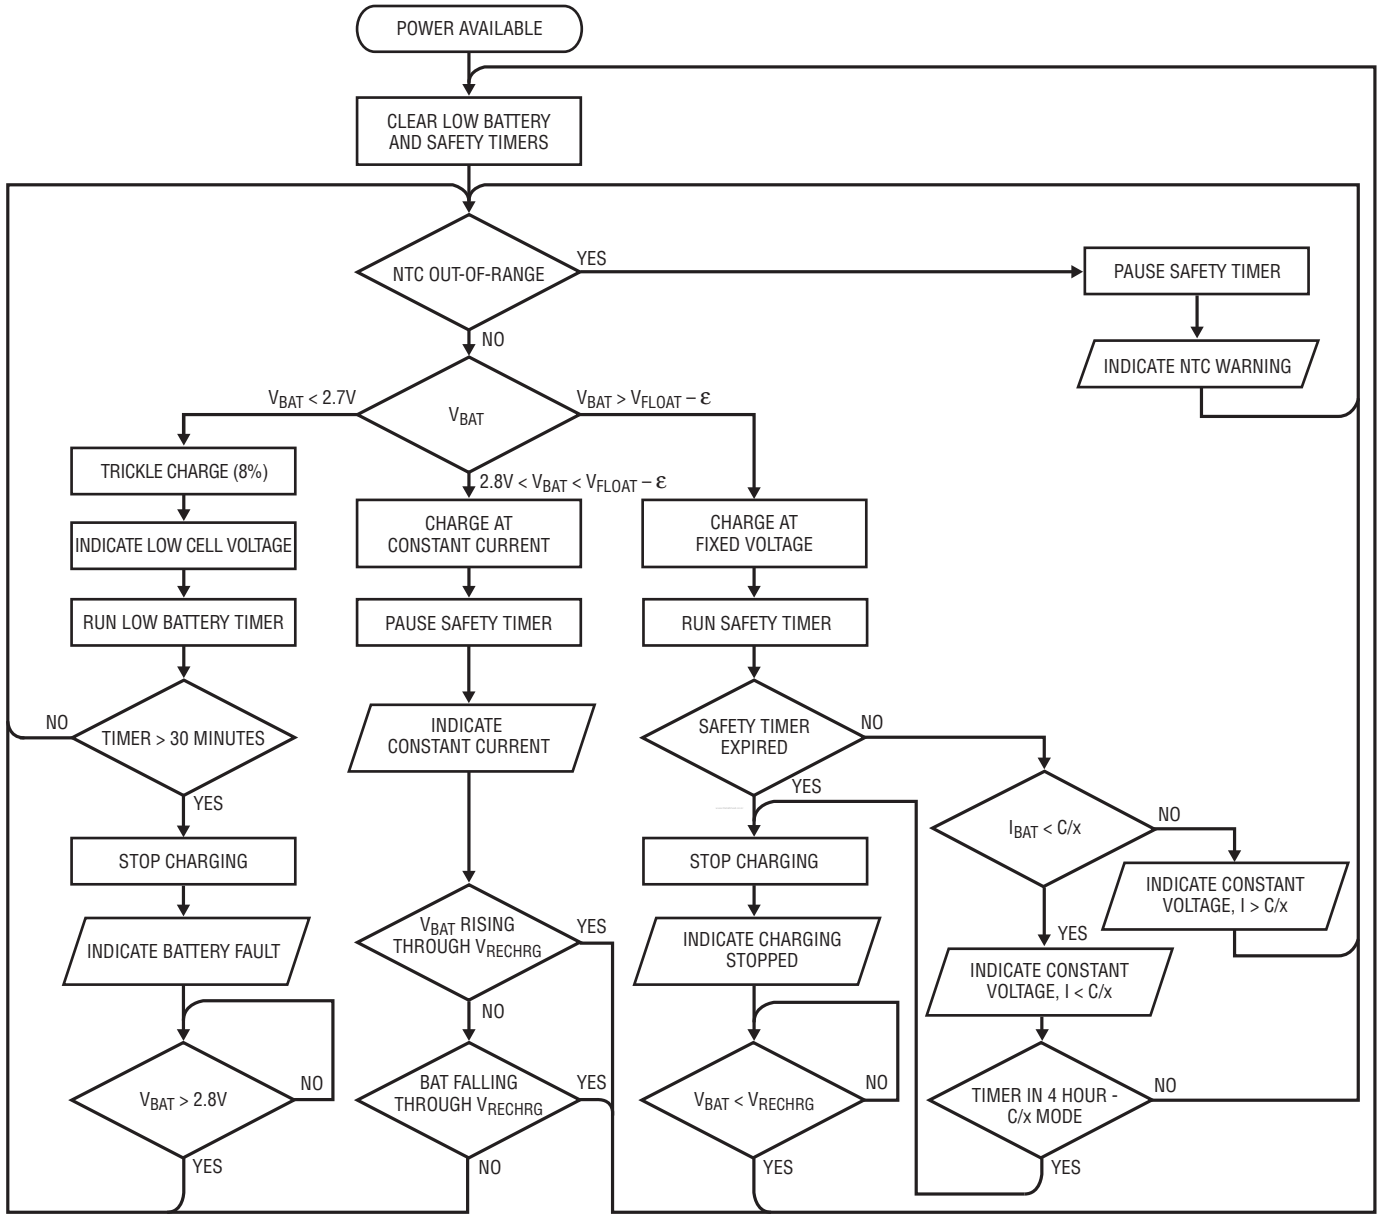 POWER AVAILABLE
CLEAR LOW BATTERY
AND SAFETY TIMERS
NTC OUT-OF-RANGE
YES
NO
PAUSE SAFETY TIMER
INDICATE NTC WARNING
VBAT
VBAT < 2.7V
VBAT > VFLOAT – ε
2.8V < VBAT < VFLOAT – ε
TRICKLE CHARGE (8%)
INDICATE LOW CELL VOLTAGE
RUN LOW BATTERY TIMER
TIMER > 30 MINUTES
NO
YES
STOP CHARGING
INDICATE BATTERY FAULT
VBAT > 2.8V
NO
YES
CHARGE AT
CONSTANT CURRENT
PAUSE SAFETY TIMER
INDICATE
CONSTANT CURRENT
VBAT RISING
THROUGH VRECHRG
YES
NO
BAT FALLING
THROUGH VRECHRG
YES
NO
CHARGE AT
FIXED VOLTAGE
RUN SAFETY TIMER
SAFETY TIMER
EXPIRED
NO
YES
STOP CHARGING
INDICATE CHARGING
STOPPED
VBAT < VRECHRG
NO
YES
IBAT < C/x
NO
YES
INDICATE CONSTANT
VOLTAGE, I > C/x
INDICATE CONSTANT
VOLTAGE, I < C/x
TIMER IN 4 HOUR -
C/x MODE
NO
YES